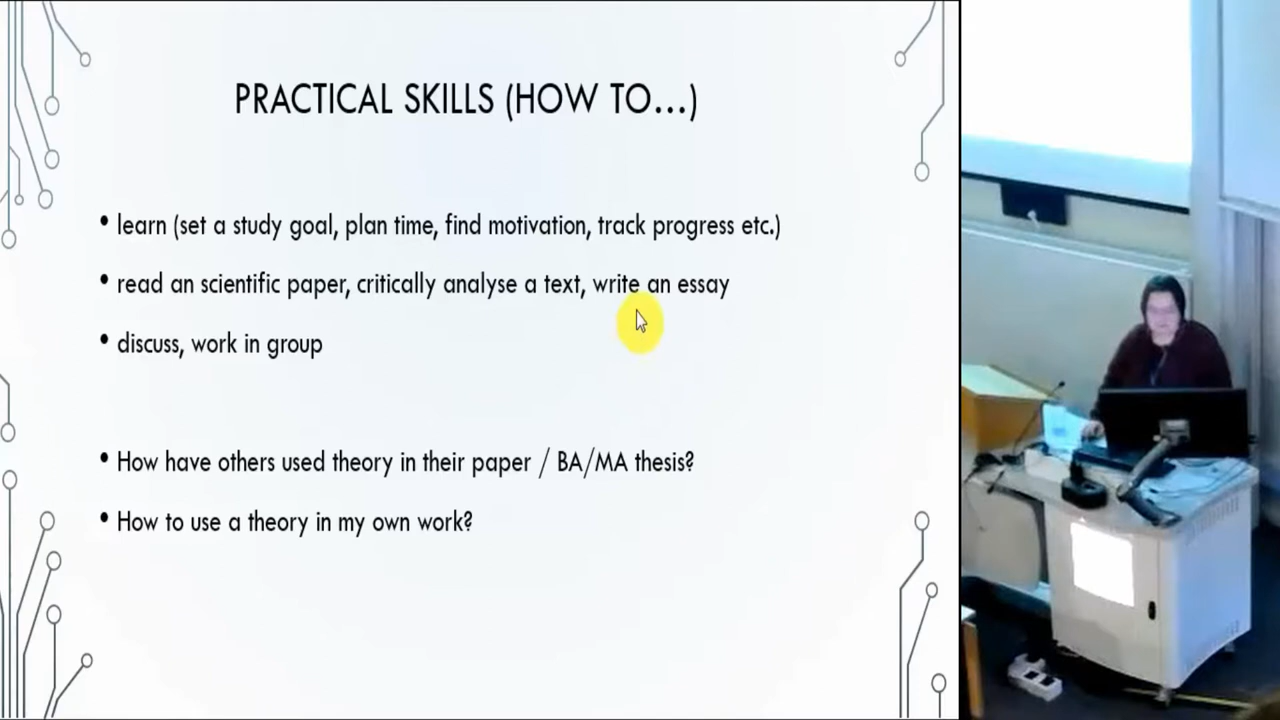 PRACTICAL SKILLS (HOW TO...)
• learn (set a study goal, plan time, find motivation, track progress etc.)
• read an scientific paper, critically analyse a text, write an essay
• discuss, work in group
• How have others used theory in their paper / BA/MA thesis?
• How to use a theory in my own work?